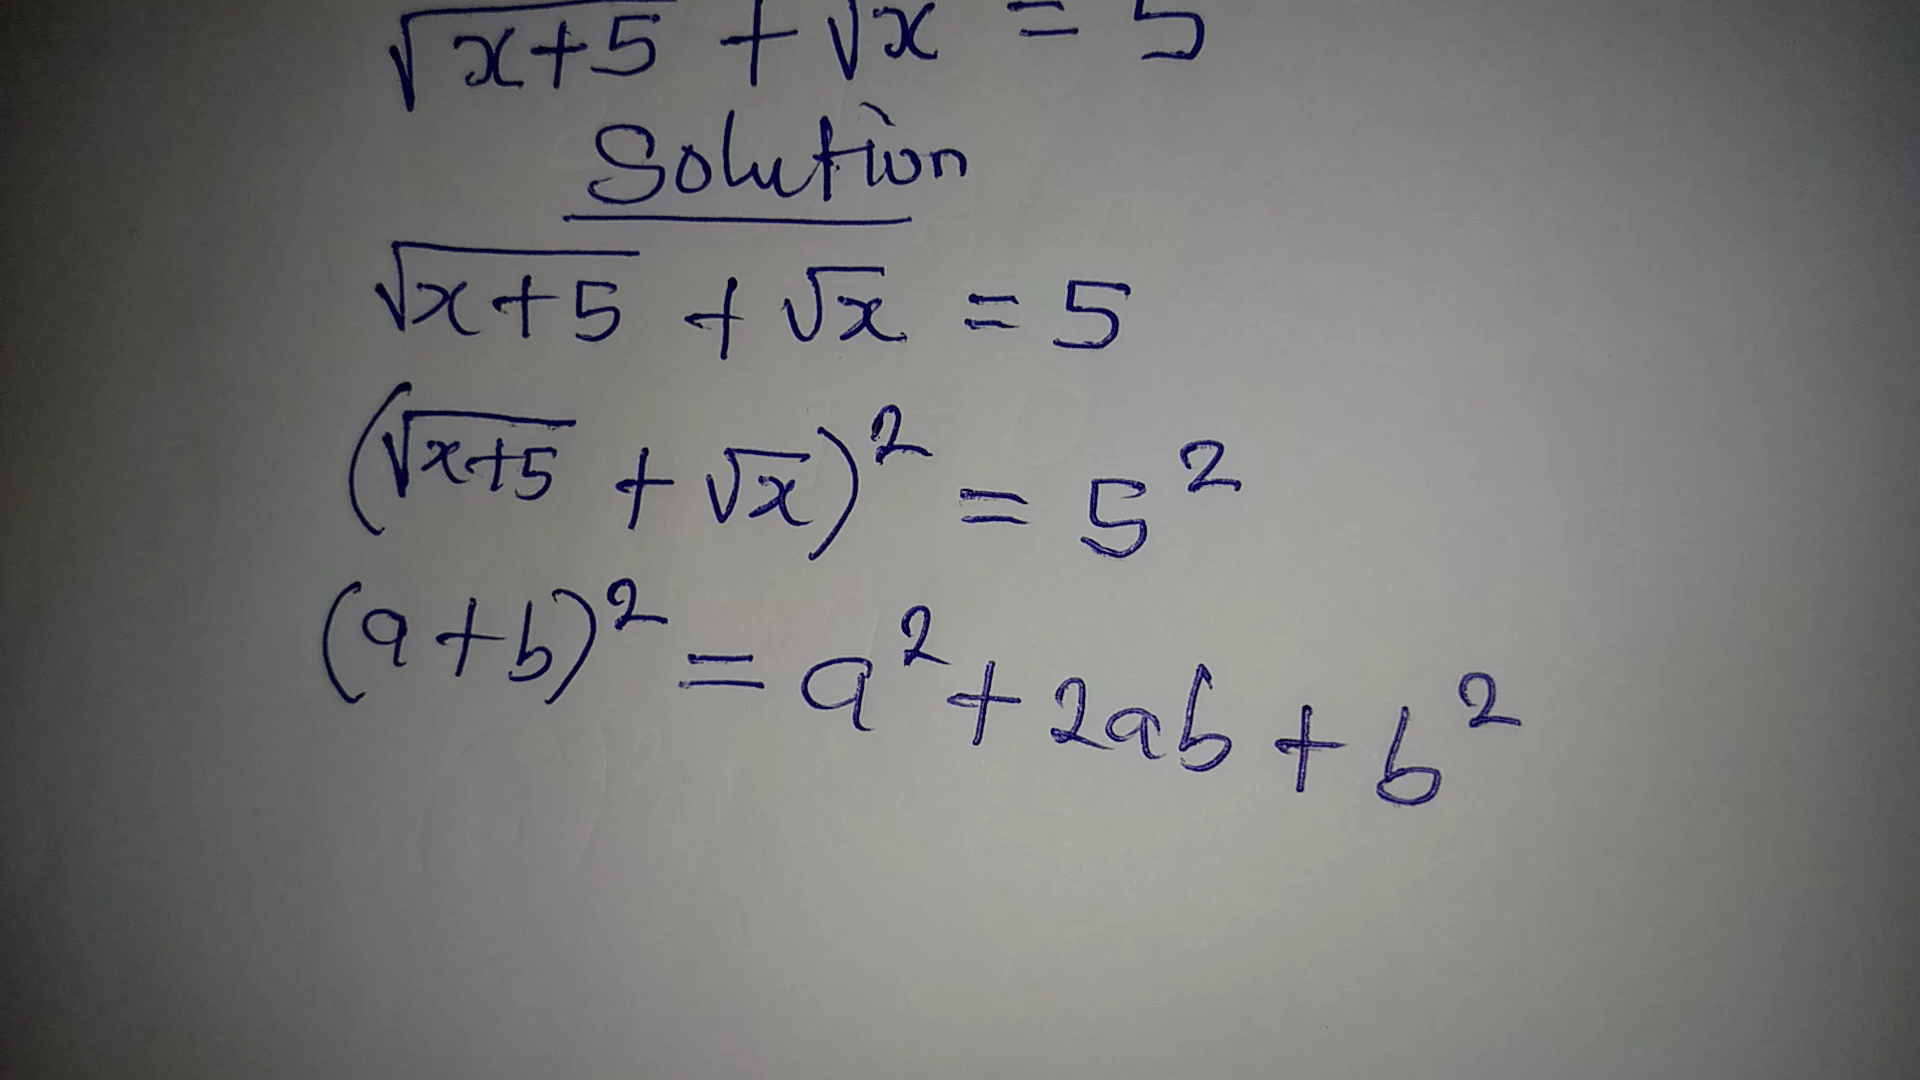 √(x+5) + √x = 5
Solution
√(x+5) + √x = 5
(√(x+5) + √x)² = 5²
(a+b)² = a² + 2ab + b²